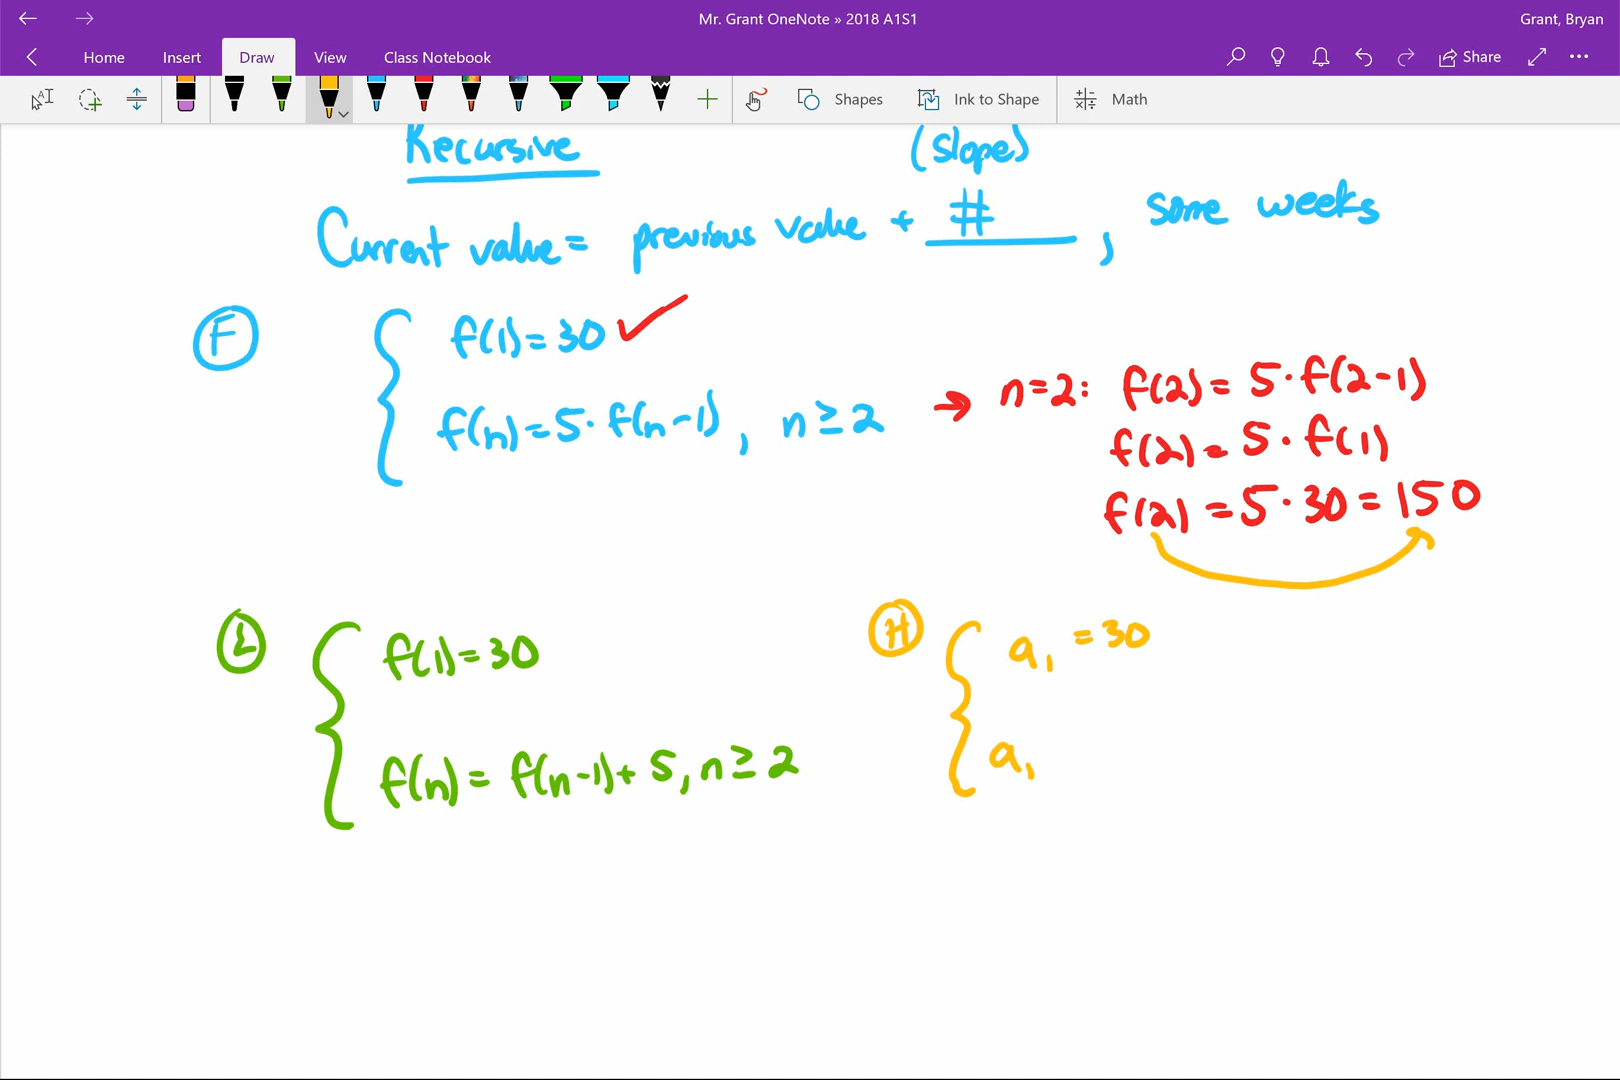 Mr. Grant OneNote » 2018 A1S1
Grant, Bryan
Home Insert Draw View Class Notebook
Share
Shapes Ink to Shape Math
Recursive
(slope)
Current value = previous value + #, some weeks
F
f(1) = 30 ✓
f(n) = 5 · f(n-1), n ≥ 2
→ n=2: f(2) = 5 · f(2-1)
f(2) = 5 · f(1)
f(2) = 5 · 30 = 150
f(1) = 30
f(n) = f(n-1) + 5, n ≥ 2
H
a₁ = 30
a₁